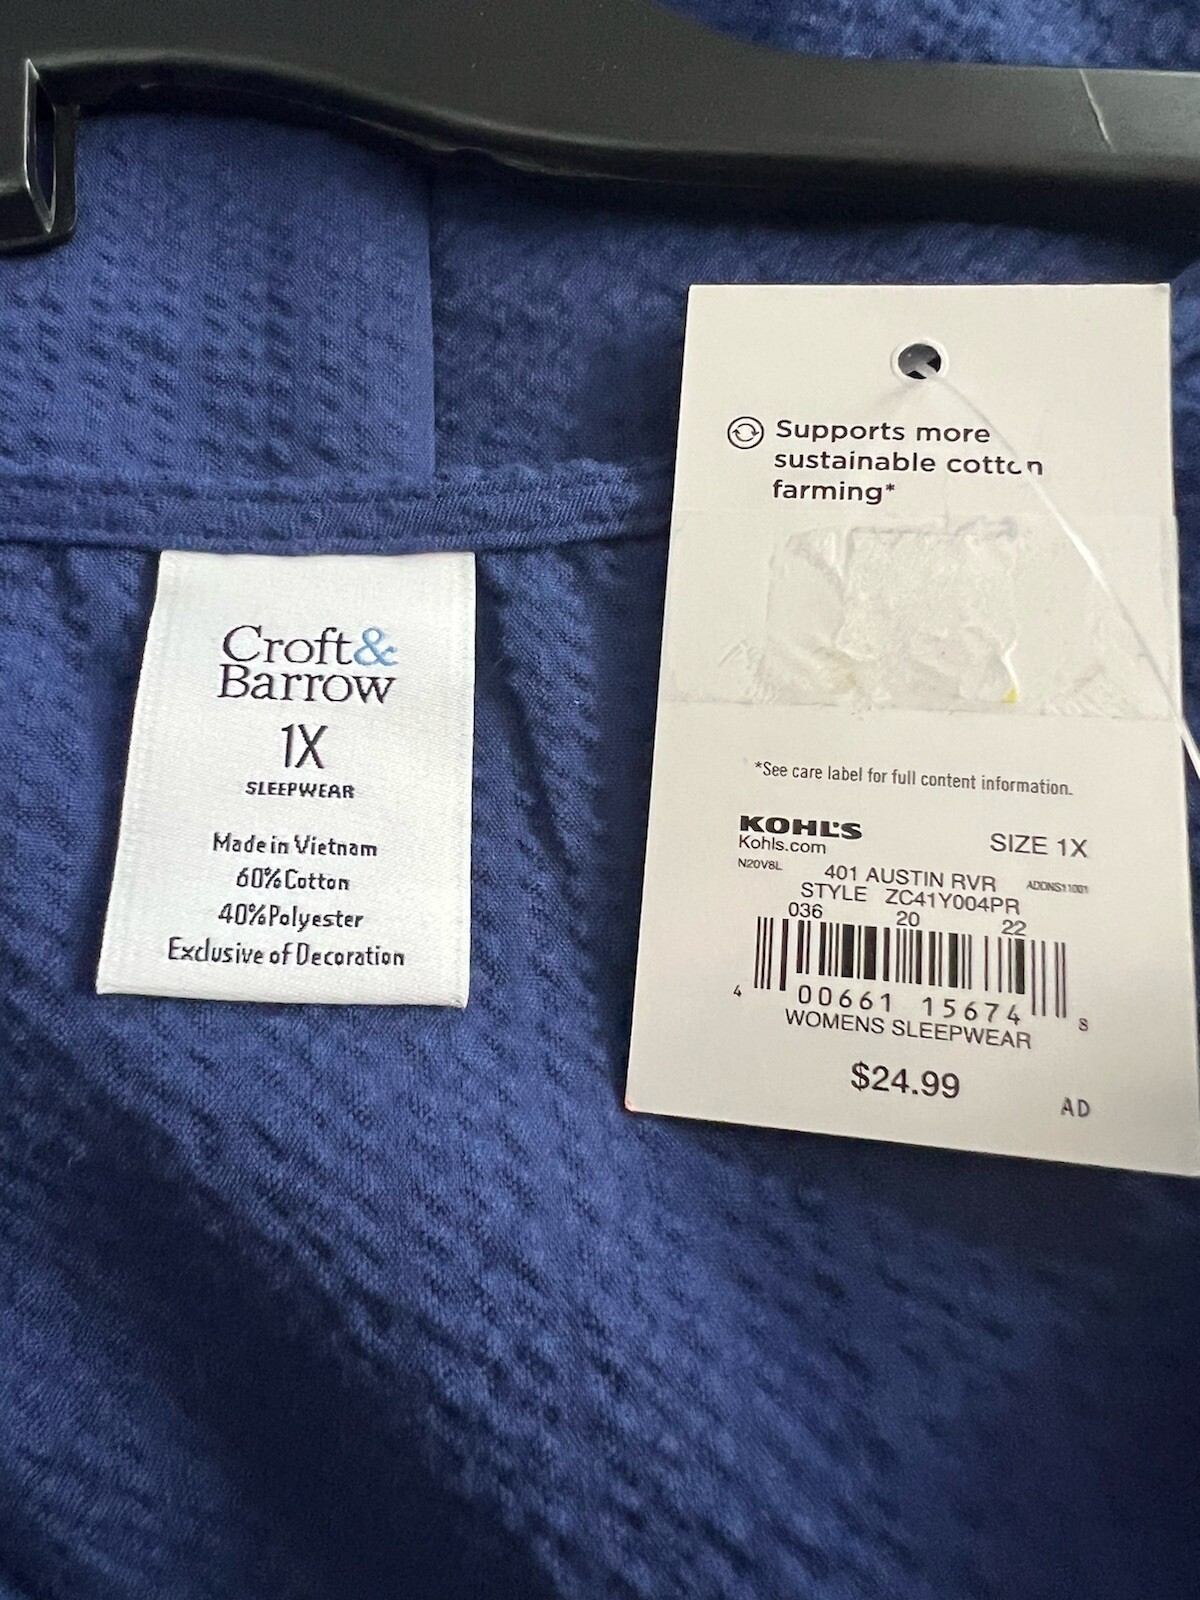 Croft&
Barrow
1X
SLEEPWEAR
Made in Vietnam
60% Cotton
40% Polyester
Exclusive of Decoration
Supports more
sustainable cotton
farming*
*See care label for full content information.
KOHL'S
Kohls.com
SIZE 1X
N20V8L
401 AUSTIN RVR
ADDNS11001
STYLE ZC41Y004PR
036 20 22
4 00661 15674 8
WOMENS SLEEPWEAR
$24.99
AD